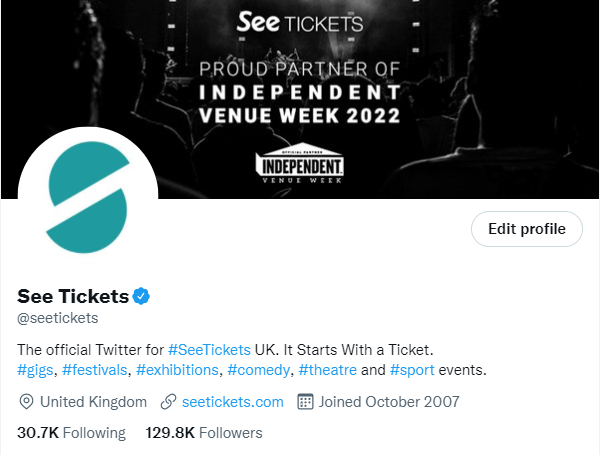 See TICKETS
PROUD PARTNER OF
INDEPENDENT
VENUE WEEK 2022
OFFICIAL PARTNER
INDEPENDENT.
VENUE WEEK
Edit profile
See Tickets
@seetickets
The official Twitter for #SeeTickets UK. It Starts With a Ticket.
#gigs, #festivals, #exhibitions, #comedy, #theatre and #sport events.
United Kingdom seetickets.com Joined October 2007
30.7K Following 129.8K Followers